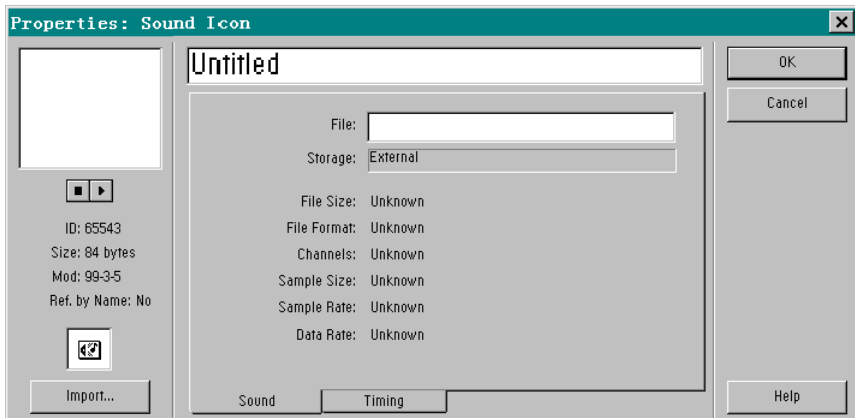 Properties: Sound Icon
Untitled
OK
Cancel
File:
Storage: External
File Size: Unknown
File Format: Unknown
Channels: Unknown
Sample Size: Unknown
Sample Rate: Unknown
Data Rate: Unknown
ID: 65543
Size: 84 bytes
Mod: 99-3-5
Ref. by Name: No
Import...
Sound
Timing
Help